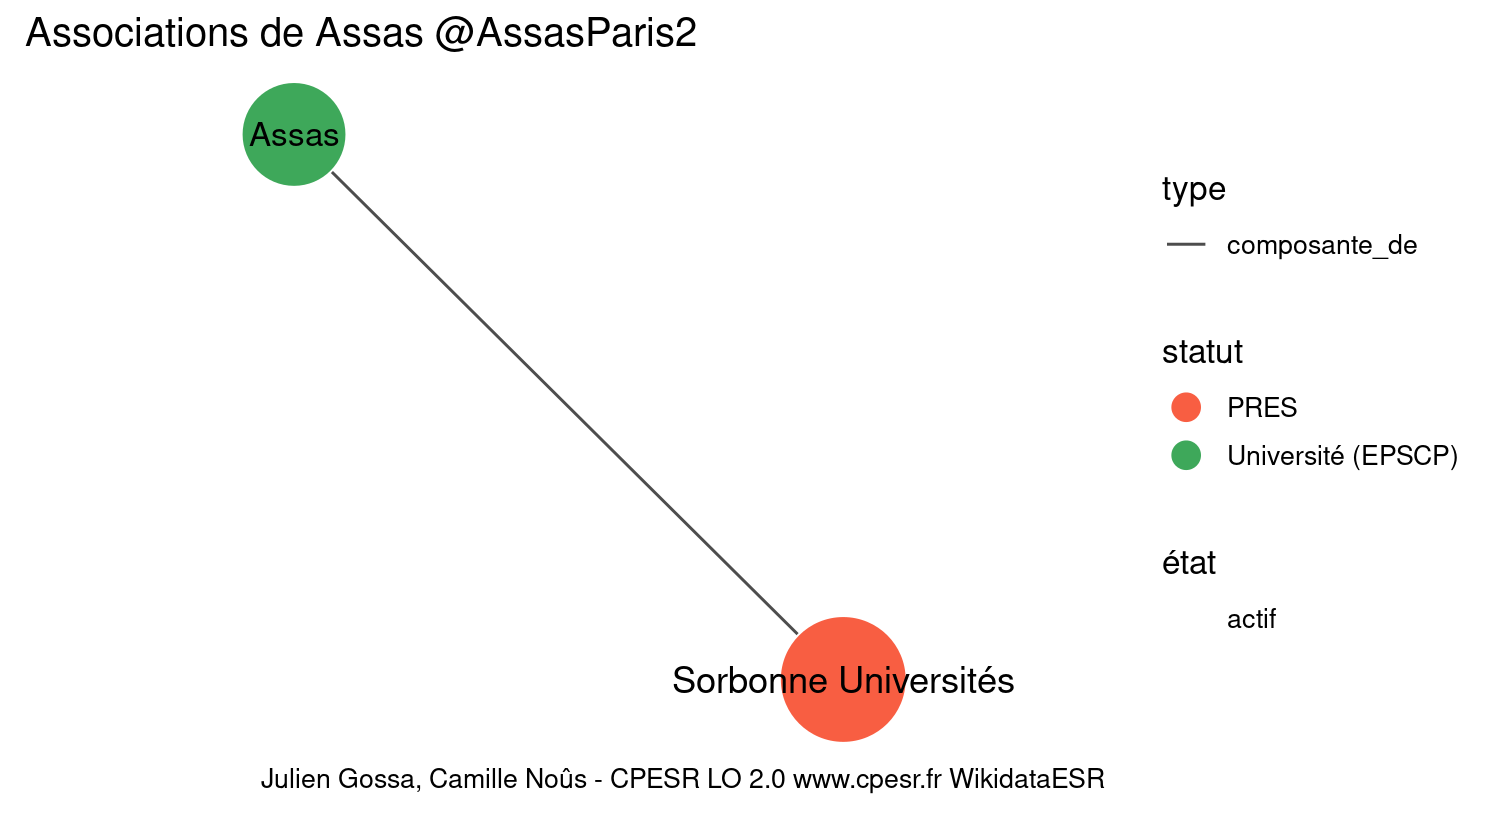 Associations de Assas @AssasParis2
Assas
type
composante_de
statut
PRES
Université (EPSCP)
état
actif
Sorbonne Universités
Julien Gossa, Camille Noûs - CPESR LO 2.0 www.cpesr.fr WikidataESR